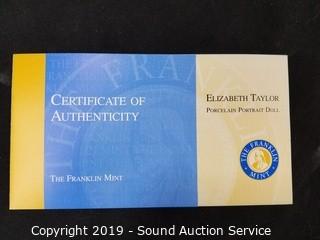 CERTIFICATE OF
AUTHENTICITY
THE FRANKLIN MINT
ELIZABETH TAYLOR
PORCELAIN PORTRAIT DOLL
THE FRANKLIN
MINT
Copyright 2019 - Sound Auction Service